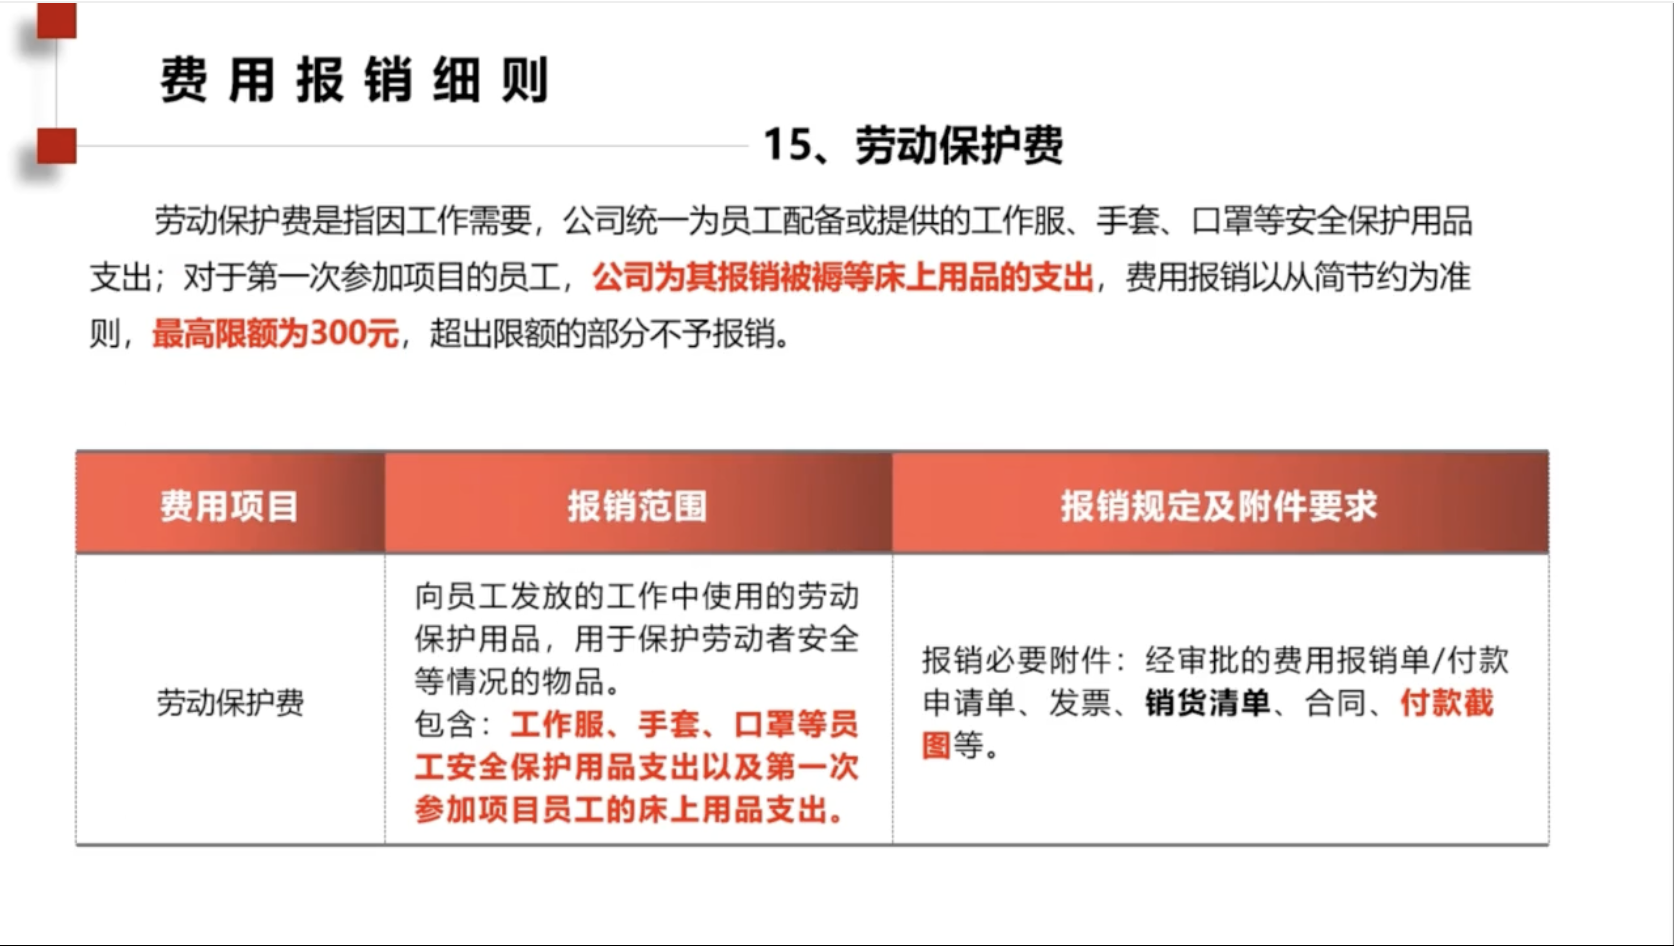 费用报销细则
15、劳动保护费
劳动保护费是指因工作需要，公司统一为员工配备或提供的工作服、手套、口罩等安全保护用品
支出；对于第一次参加项目的员工，公司为其报销被褥等床上用品的支出，费用报销以从简节约为准
则，最高限额为300元，超出限额的部分不予报销。
费用项目
报销范围
报销规定及附件要求
劳动保护费
向员工发放的工作中使用的劳动
保护用品，用于保护劳动者安全
等情况的物品。
包含：工作服、手套、口罩等员
工安全保护用品支出以及第一次
参加项目员工的床上用品支出。
报销必要附件：经审批的费用报销单/付款
申请单、发票、销货清单、合同、付款截
图等。